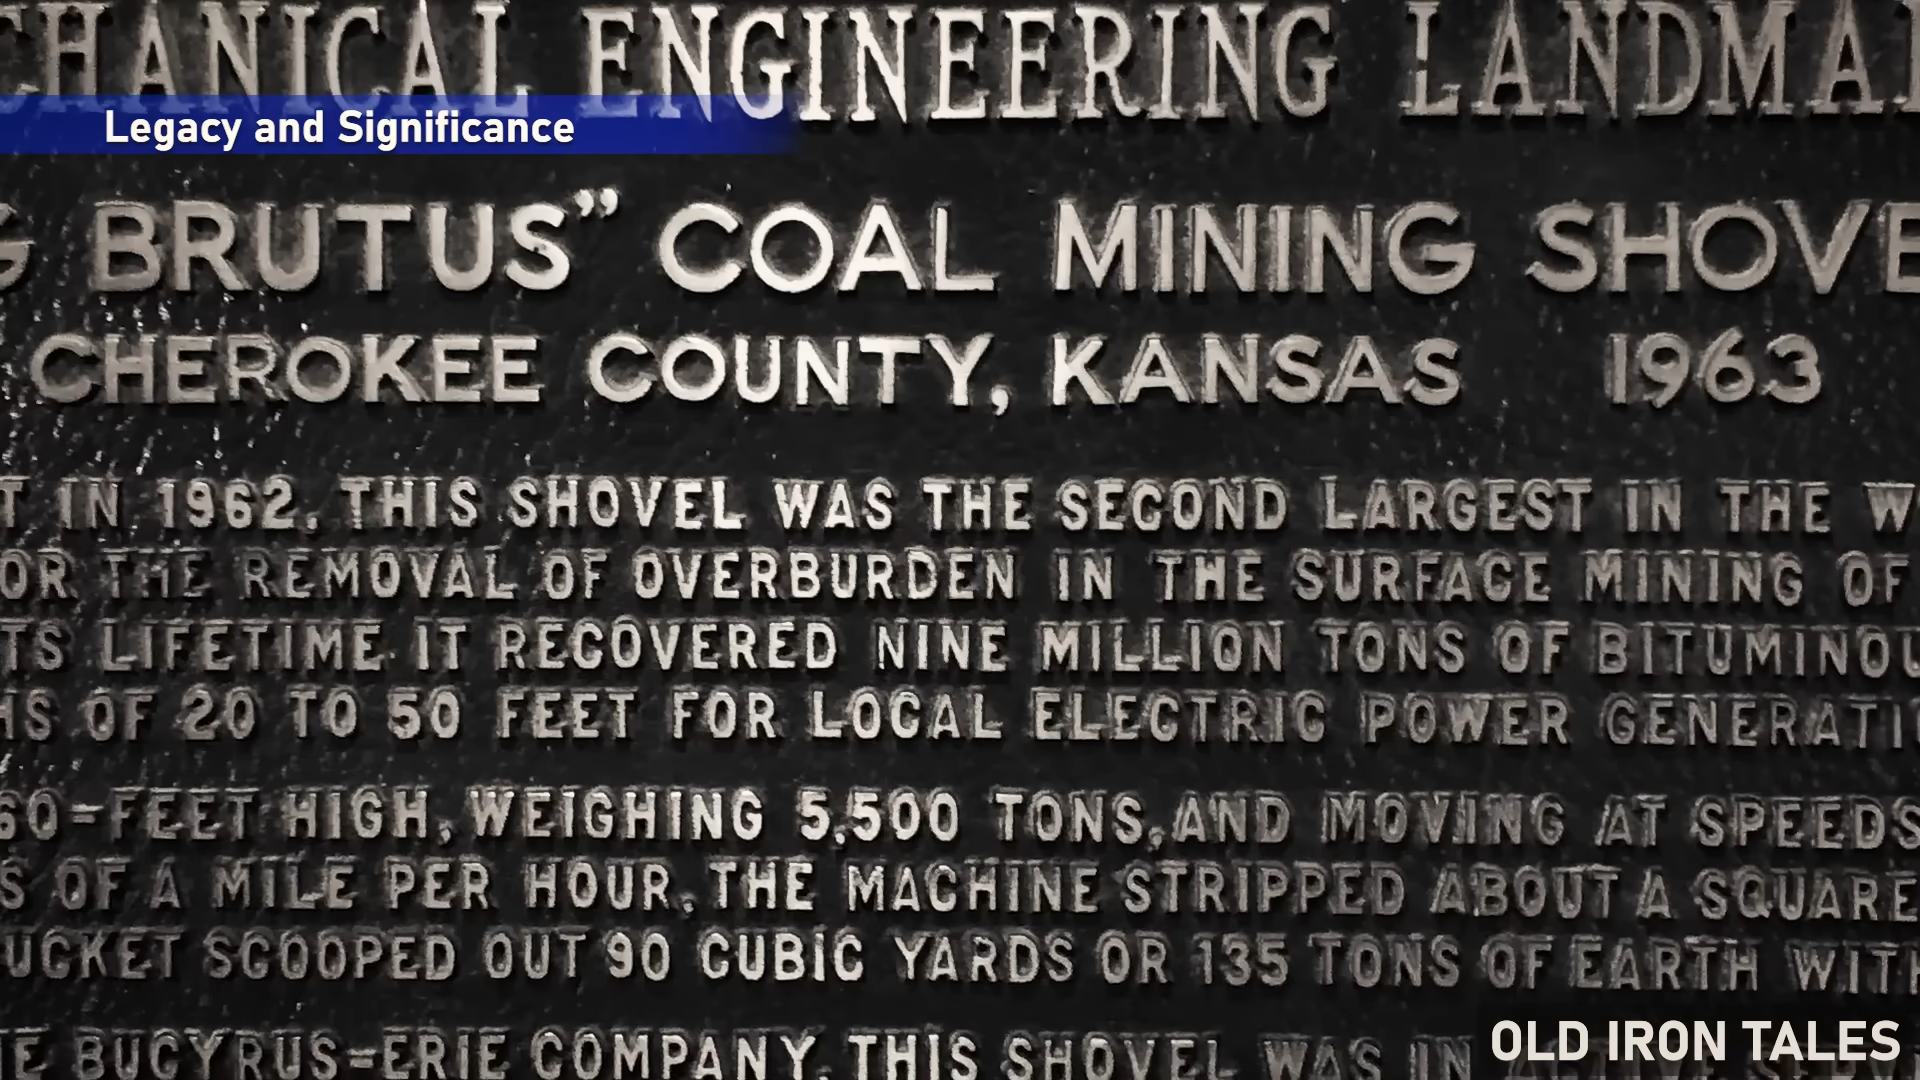 CHANICAL ENGINEERING LANDMA
Legacy and Significance
G BRUTUS” COAL MINING SHOVE
CHEROKEE COUNTY, KANSAS 1963
T IN 1962, THIS SHOVEL WAS THE SECOND LARGEST IN THE W
OR THE REMOVAL OF OVERBURDEN IN THE SURFACE MINING OF
TS LIFETIME IT RECOVERED NINE MILLION TONS OF BITUMINOU
HS OF 20 TO 50 FEET FOR LOCAL ELECTRIC POWER GENERATI
60=FEET HIGH, WEIGHING 5,500 TONS, AND MOVING AT SPEEDS
S OF A MILE PER HOUR, THE MACHINE STRIPPED ABOUT A SQUARE
UCKET SCOOPED OUT 90 CUBIC YARDS OR 135 TONS OF EARTH WITH
E BUCYRUS=ERIE COMPANY, THIS SHOVEL WAS IN
OLD IRON TALES